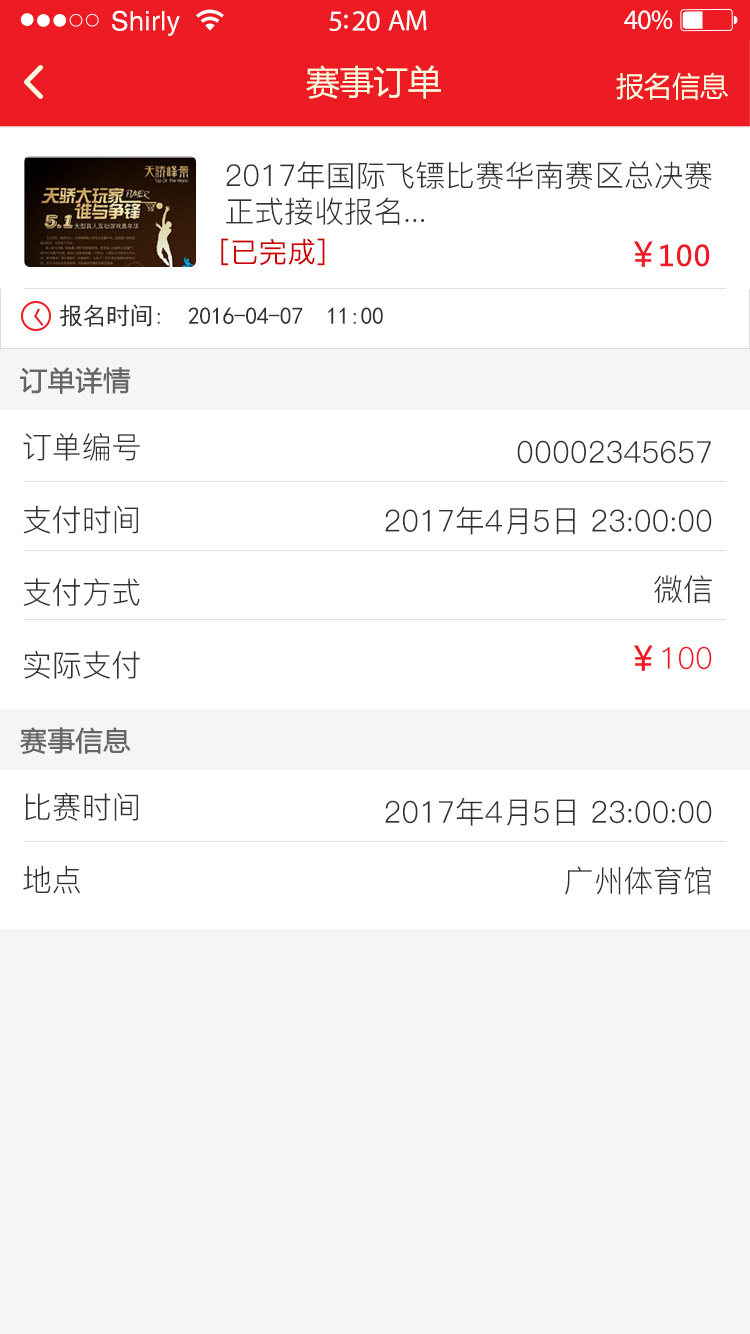 Shirly
5:20 AM
40%
赛事订单
报名信息
天骄峰景
Top Of The World
天骄大玩家
PLAYER
谁与争锋
5.1大型真人互动游戏嘉年华
2017年国际飞镖比赛华南赛区总决赛
正式接收报名...
[已完成]
¥100
报名时间: 2016-04-07 11:00
订单详情
订单编号
00002345657
支付时间
2017年4月5日 23:00:00
支付方式
微信
实际支付
¥100
赛事信息
比赛时间
2017年4月5日 23:00:00
地点
广州体育馆